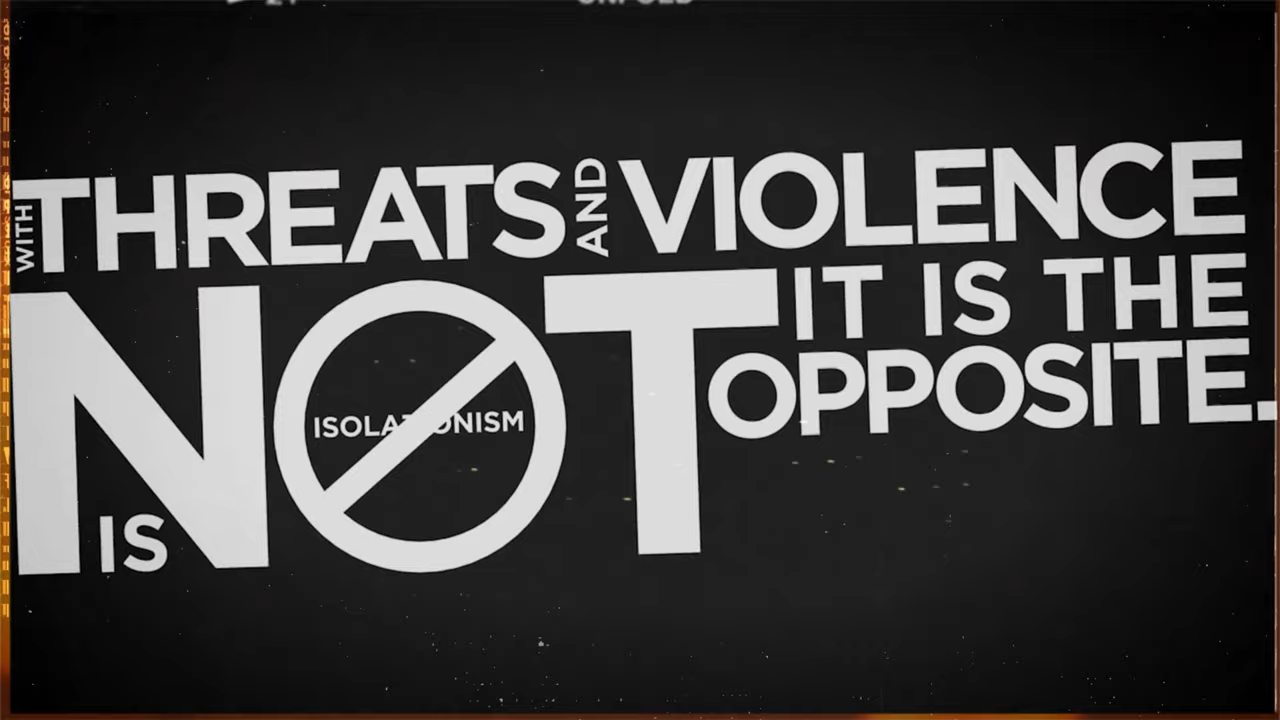 WITH THREATS AND VIOLENCE
IS NOT IT IS THE
ISOLATIONISM
OPPOSITE.